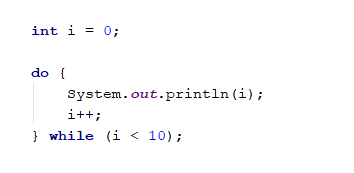 int i = 0;
do {
System.out.println(i);
i++;
} while (i < 10);